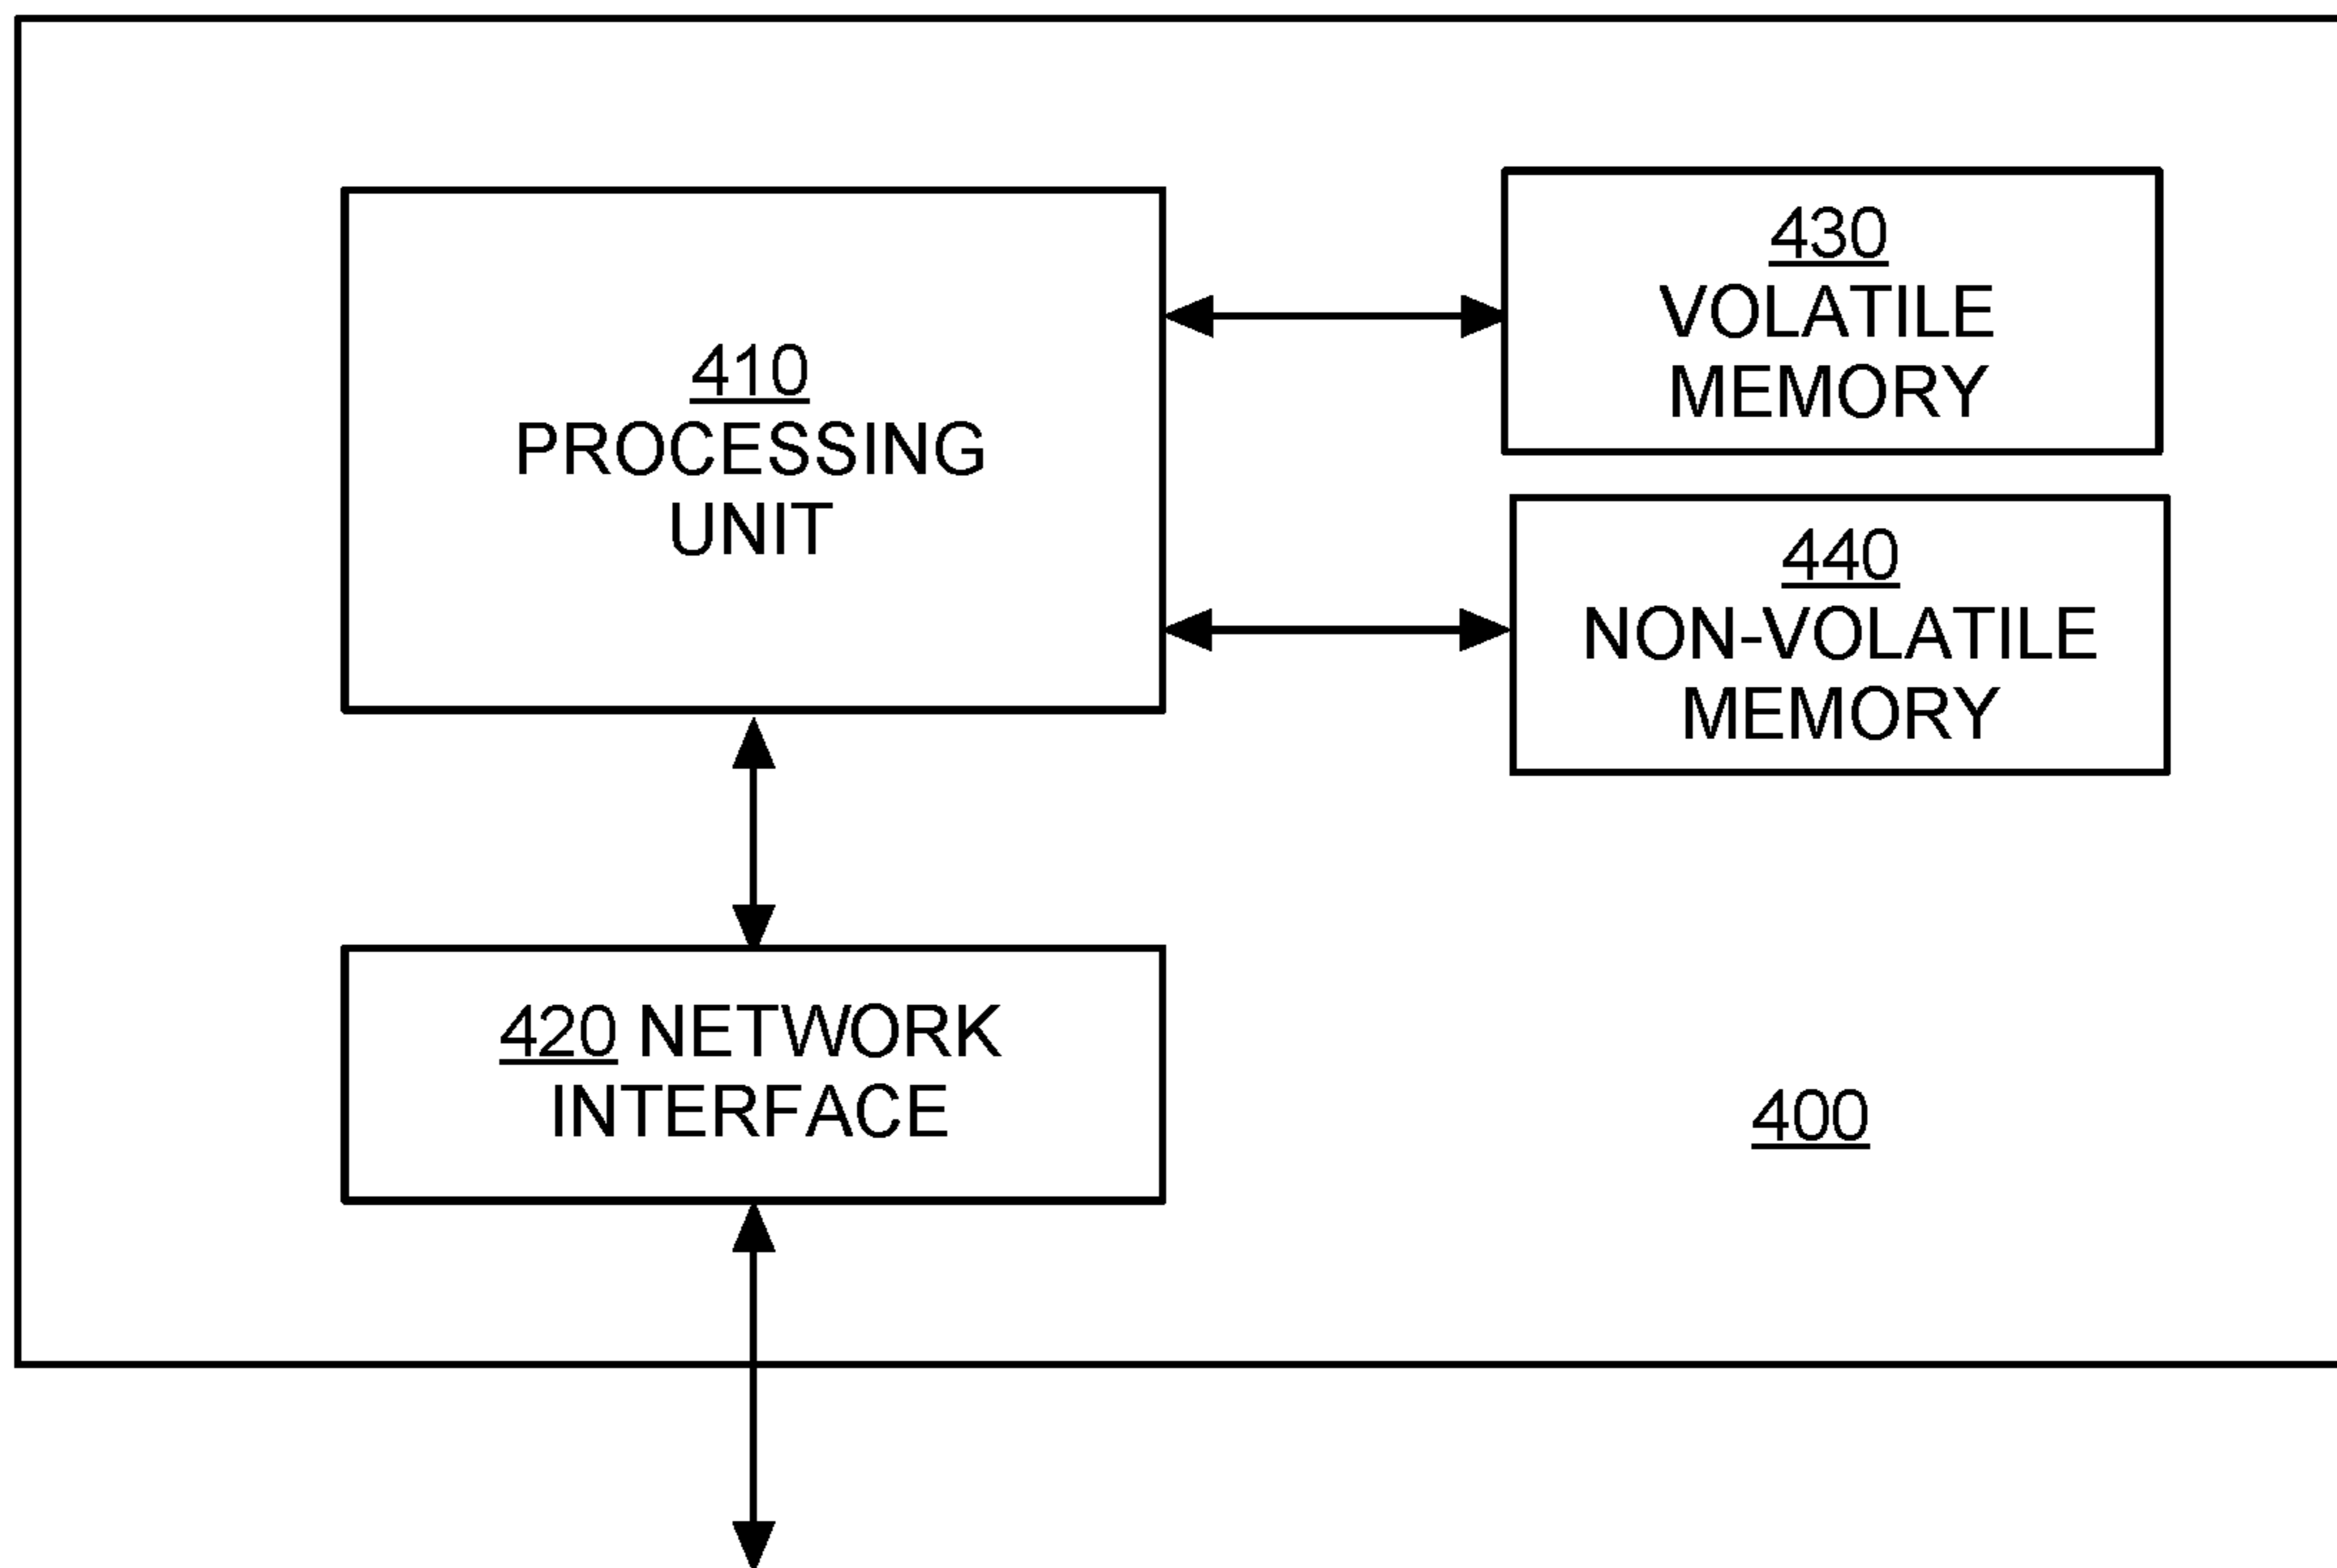 410
PROCESSING
UNIT
430
VOLATILE
MEMORY
440
NON-VOLATILE
MEMORY
420 NETWORK
INTERFACE
400